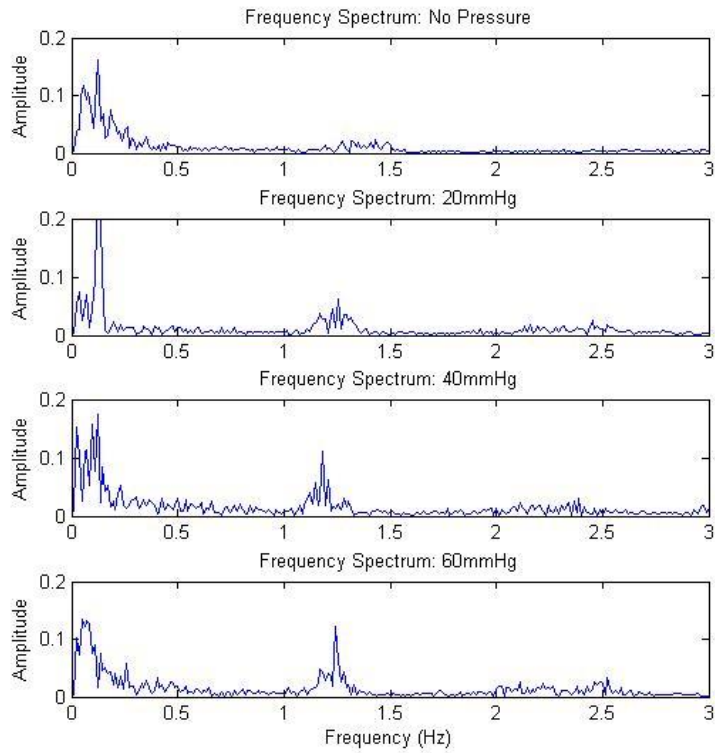 Frequency Spectrum: No Pressure
0.2
0.1
0
Amplitude
0 0.5 1 1.5 2 2.5 3
Frequency Spectrum: 20mmHg
0.2
0.1
0
Amplitude
0 0.5 1 1.5 2 2.5 3
Frequency Spectrum: 40mmHg
0.2
0.1
0
Amplitude
0 0.5 1 1.5 2 2.5 3
Frequency Spectrum: 60mmHg
0.2
0.1
0
Amplitude
0 0.5 1 1.5 2 2.5 3
Frequency (Hz)